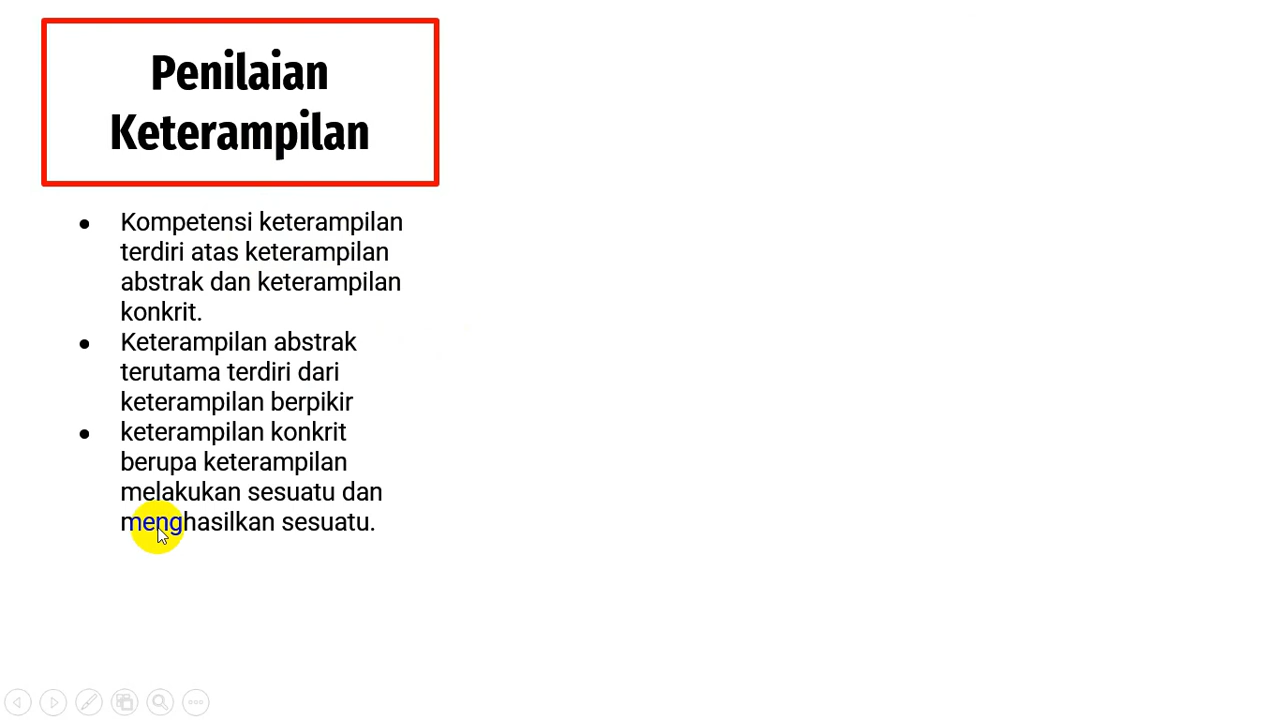 Penilaian
Keterampilan
● Kompetensi keterampilan
terdiri atas keterampilan
abstrak dan keterampilan
konkrit.
● Keterampilan abstrak
terutama terdiri dari
keterampilan berpikir
● keterampilan konkrit
berupa keterampilan
melakukan sesuatu dan
menghasilkan sesuatu.